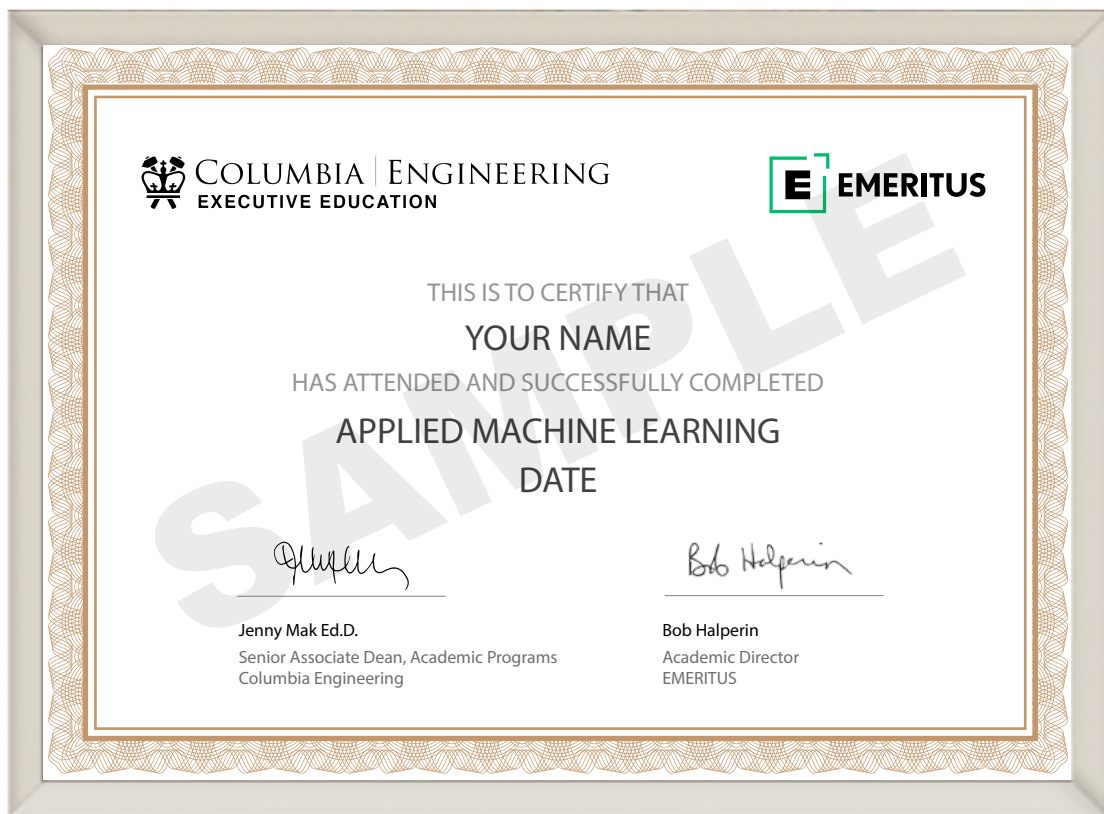 COLUMBIA | ENGINEERING
EXECUTIVE EDUCATION
E EMERITUS
THIS IS TO CERTIFY THAT
YOUR NAME
HAS ATTENDED AND SUCCESSFULLY COMPLETED
APPLIED MACHINE LEARNING
DATE
SAMPLE
Bob Halperin
Jenny Mak Ed.D.
Senior Associate Dean, Academic Programs
Columbia Engineering
Bob Halperin
Academic Director
EMERITUS